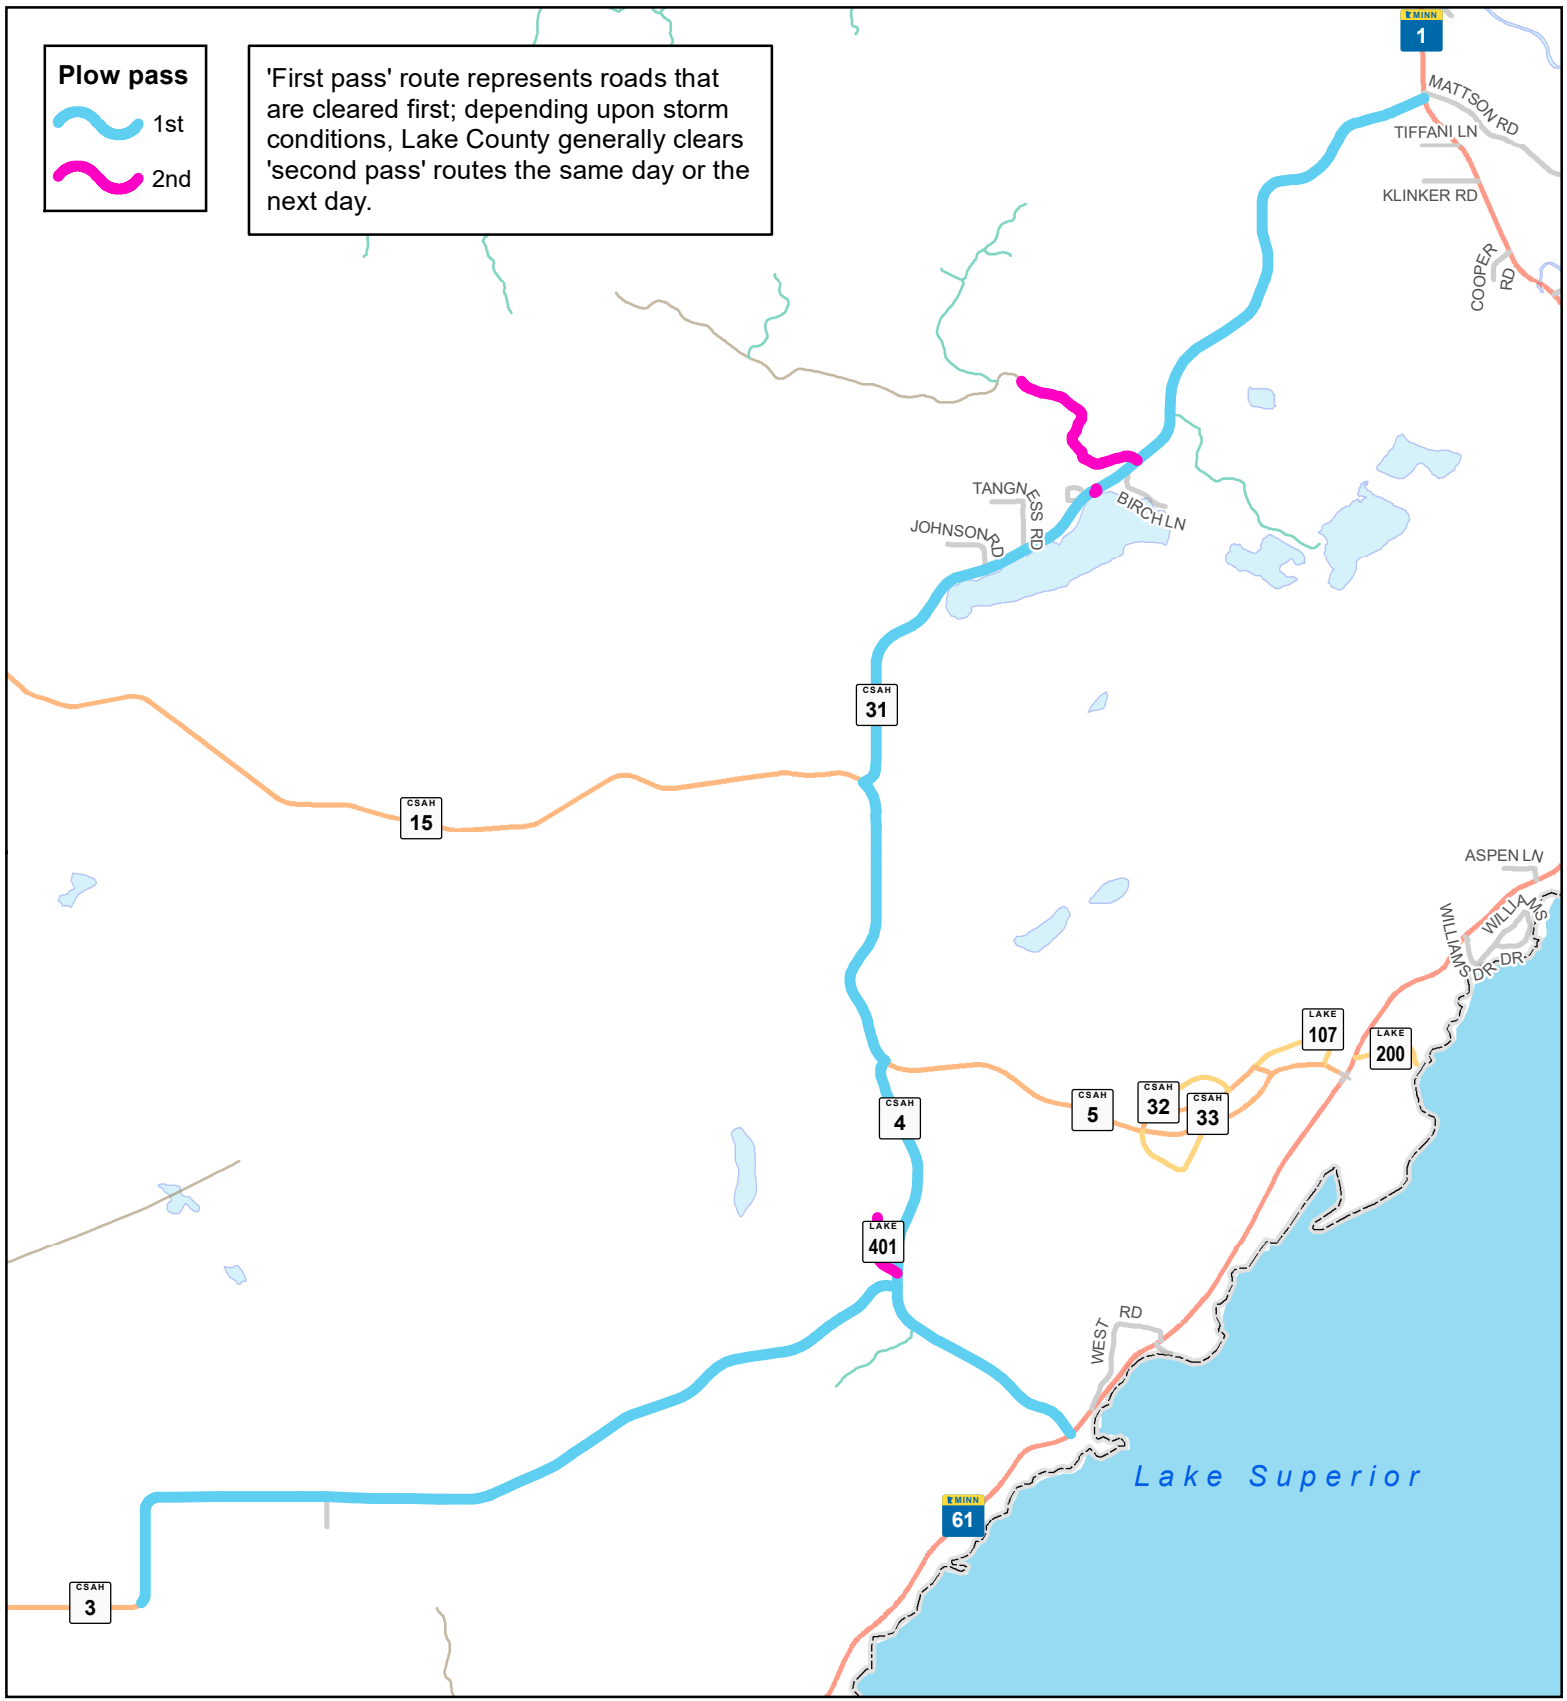 Plow pass
1st
2nd
'First pass' route represents roads that
are cleared first; depending upon storm
conditions, Lake County generally clears
'second pass' routes the same day or the
next day.
MINN
1
MATTSON RD
TIFFANI LN
KLINKER RD
COOPER
RD
TANGNESS RD
BIRCH LN
JOHNSON RD
CSAH
31
CSAH
15
ASPEN LN
WILLIAMS
DR
WILLIAMS
DR
LAKE
107
LAKE
200
CSAH
5
CSAH
32
CSAH
33
CSAH
4
LAKE
401
WEST
RD
Lake Superior
MINN
61
CSAH
3